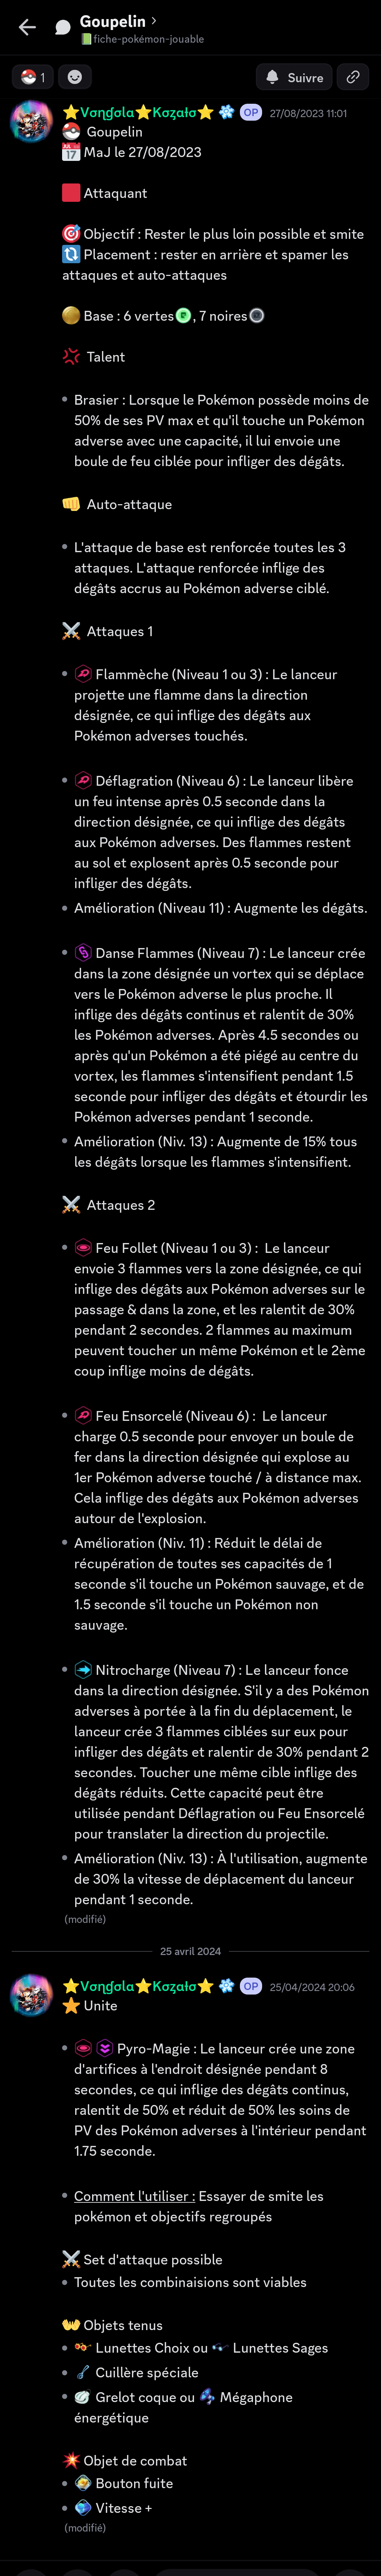 Goupelin
fiche-pokémon-jouable
1
Suivre
Vσηgσlα Kσzαtσ OP 27/08/2023 11:01
Goupelin
MaJ le 27/08/2023
Attaquant
Objectif : Rester le plus loin possible et smite
Placement : rester en arrière et spamer les
attaques et auto-attaques
Base : 6 vertes , 7 noires
Talent
Brasier : Lorsque le Pokémon possède moins de
50% de ses PV max et qu'il touche un Pokémon
adverse avec une capacité, il lui envoie une
boule de feu ciblée pour infliger des dégâts.
Auto-attaque
L'attaque de base est renforcée toutes les 3
attaques. L'attaque renforcée inflige des
dégâts accrus au Pokémon adverse ciblé.
Attaques 1
Flammèche (Niveau 1 ou 3) : Le lanceur
projette une flamme dans la direction
désignée, ce qui inflige des dégâts aux
Pokémon adverses touchés.
Déflagration (Niveau 6) : Le lanceur libère
un feu intense après 0.5 seconde dans la
direction désignée, ce qui inflige des dégâts
aux Pokémon adverses. Des flammes restent
au sol et explosent après 0.5 seconde pour
infliger des dégâts.
Amélioration (Niveau 11) : Augmente les dégâts.
Danse Flammes (Niveau 7) : Le lanceur crée
dans la zone désignée un vortex qui se déplace
vers le Pokémon adverse le plus proche. Il
inflige des dégâts continus et ralentit de 30%
les Pokémon adverses. Après 4.5 secondes ou
après qu'un Pokémon a été piégé au centre du
vortex, les flammes s'intensifient pendant 1.5
seconde pour infliger des dégâts et étourdir les
Pokémon adverses pendant 1 seconde.
Amélioration (Niv. 13) : Augmente de 15% tous
les dégâts lorsque les flammes s'intensifient.
Attaques 2
Feu Follet (Niveau 1 ou 3) : Le lanceur
envoie 3 flammes vers la zone désignée, ce qui
inflige des dégâts aux Pokémon adverses sur le
passage & dans la zone, et les ralentit de 30%
pendant 2 secondes. 2 flammes au maximum
peuvent toucher un même Pokémon et le 2ème
coup inflige moins de dégâts.
Feu Ensorcelé (Niveau 6) : Le lanceur
charge 0.5 seconde pour envoyer un boule de
fer dans la direction désignée qui explose au
1er Pokémon adverse touché / à distance max.
Cela inflige des dégâts aux Pokémon adverses
autour de l'explosion.
Amélioration (Niv. 11) : Réduit le délai de
récupération de toutes ses capacités de 1
seconde s'il touche un Pokémon sauvage, et de
1.5 seconde s'il touche un Pokémon non
sauvage.
Nitrocharge (Niveau 7) : Le lanceur fonce
dans la direction désignée. S'il y a des Pokémon
adverses à portée à la fin du déplacement, le
lanceur crée 3 flammes ciblées sur eux pour
infliger des dégâts et ralentir de 30% pendant 2
secondes. Toucher une même cible inflige des
dégâts réduits. Cette capacité peut être
utilisée pendant Déflagration ou Feu Ensorcelé
pour translater la direction du projectile.
Amélioration (Niv. 13) : À l'utilisation, augmente
de 30% la vitesse de déplacement du lanceur
pendant 1 seconde.
(modifié)
25 avril 2024
Vσηgσlα Kσzαtσ OP 25/04/2024 20:06
Unite
Pyro-Magie : Le lanceur crée une zone
d'artifices à l'endroit désignée pendant 8
secondes, ce qui inflige des dégâts continus,
ralentit de 50% et réduit de 50% les soins de
PV des Pokémon adverses à l'intérieur pendant
1.75 seconde.
Comment l'utiliser : Essayer de smite les
pokémon et objectifs regroupés
Set d'attaque possible
Toutes les combinaisions sont viables
Objets tenus
Lunettes Choix ou Lunettes Sages
Cuillère spéciale
Grelot coque ou Mégaphone
énergétique
Objet de combat
Bouton fuite
Vitesse +
(modifié)